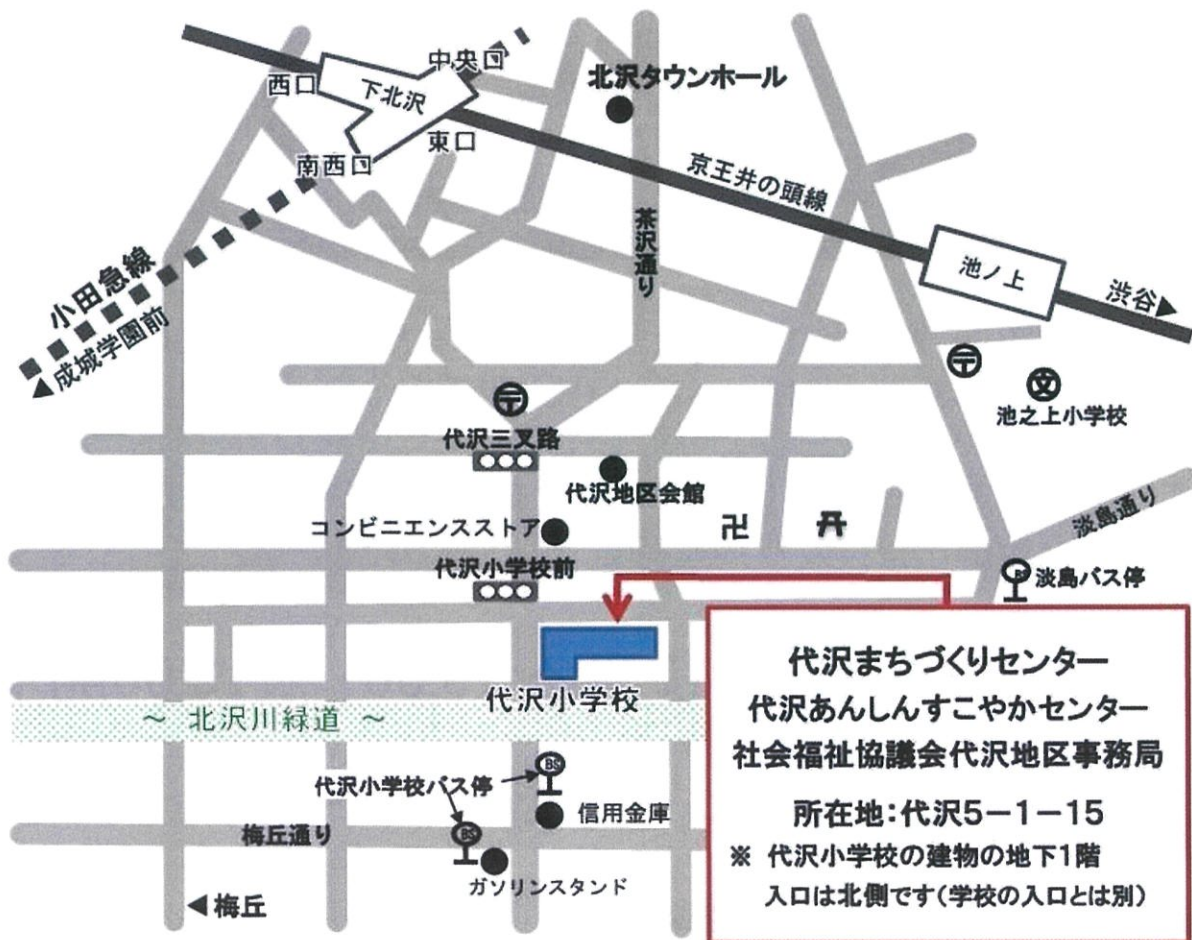 中央口
西口
下北沢
北沢タウンホール
東口
南西口
京王井の頭線
茶沢通り
小田急線
池ノ上
渋谷▶
◀成城学園前
〒
〒
文
池之上小学校
代沢三叉路
代沢地区会館
淡島通り
コンビニエンスストア
卍
代沢小学校前
淡島バス停
代沢小学校
～ 北沢川緑道 ～
代沢まちづくりセンター
代沢あんしんすこやかセンター
社会福祉協議会代沢地区事務局
所在地:代沢5-1-15
※ 代沢小学校の建物の地下1階
入口は北側です(学校の入口とは別)
BS
代沢小学校バス停
信用金庫
梅丘通り
BS
ガソリンスタンド
◀梅丘